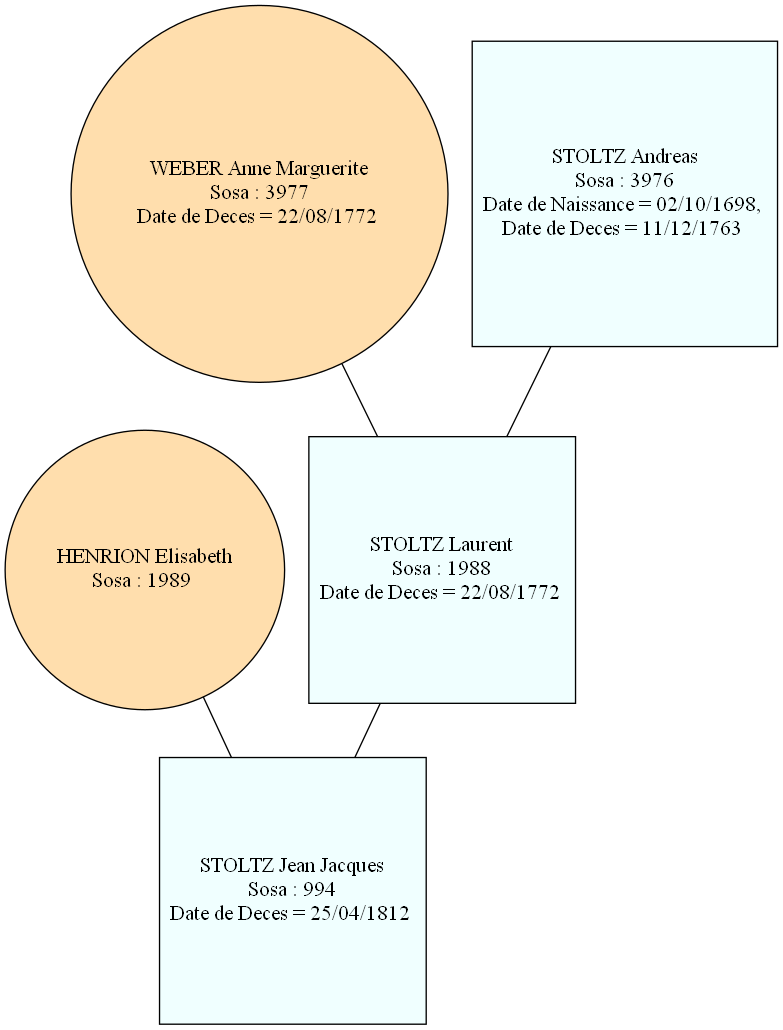 WEBER Anne Marguerite
Sosa : 3977
Date de Deces = 22/08/1772
STOLTZ Andreas
Sosa : 3976
Date de Naissance = 02/10/1698,
Date de Deces = 11/12/1763
HENRION Elisabeth
Sosa : 1989
STOLTZ Laurent
Sosa : 1988
Date de Deces = 22/08/1772
STOLTZ Jean Jacques
Sosa : 994
Date de Deces = 25/04/1812